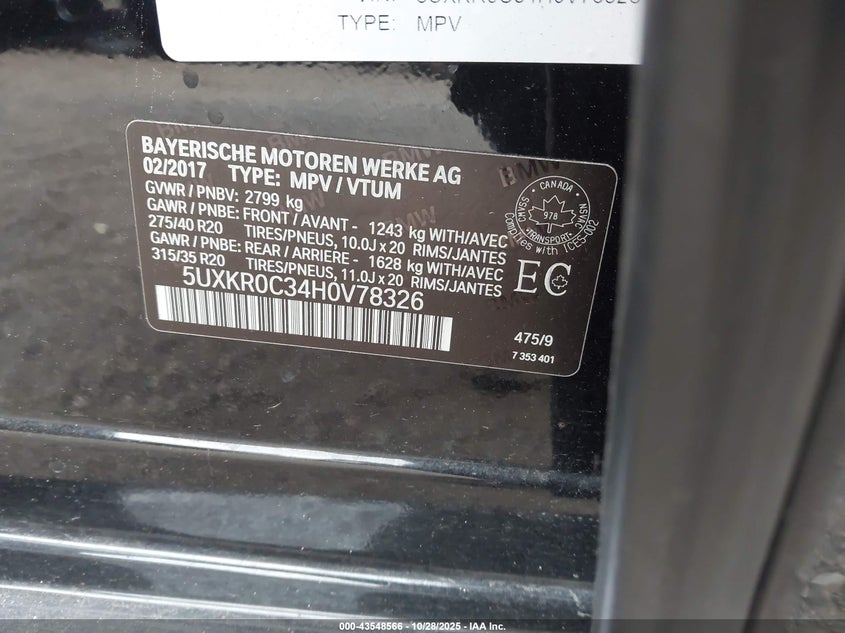 TYPE: MPV
BAYERISCHE MOTOREN WERKE AG
02/2017 TYPE: MPV / VTUM
GVWR / PNBV: 2799 kg
GAWR / PNBE: FRONT / AVANT - 1243 kg WITH/AVEC
275/40 R20 TIRES/PNEUS, 10.0J x 20 RIMS/JANTES
GAWR / PNBE: REAR / ARRIERE - 1628 kg WITH/AVEC
315/35 R20 TIRES/PNEUS, 11.0J x 20 RIMS/JANTES
5UXKR0C34H0V78326
CANADA
CMVSS
NSVAC
978
TRANSPORT
Complies with ICES-002
EC
475/9
7 353 401
BMW
000-43548566 | 10/28/2025 | IAA Inc.